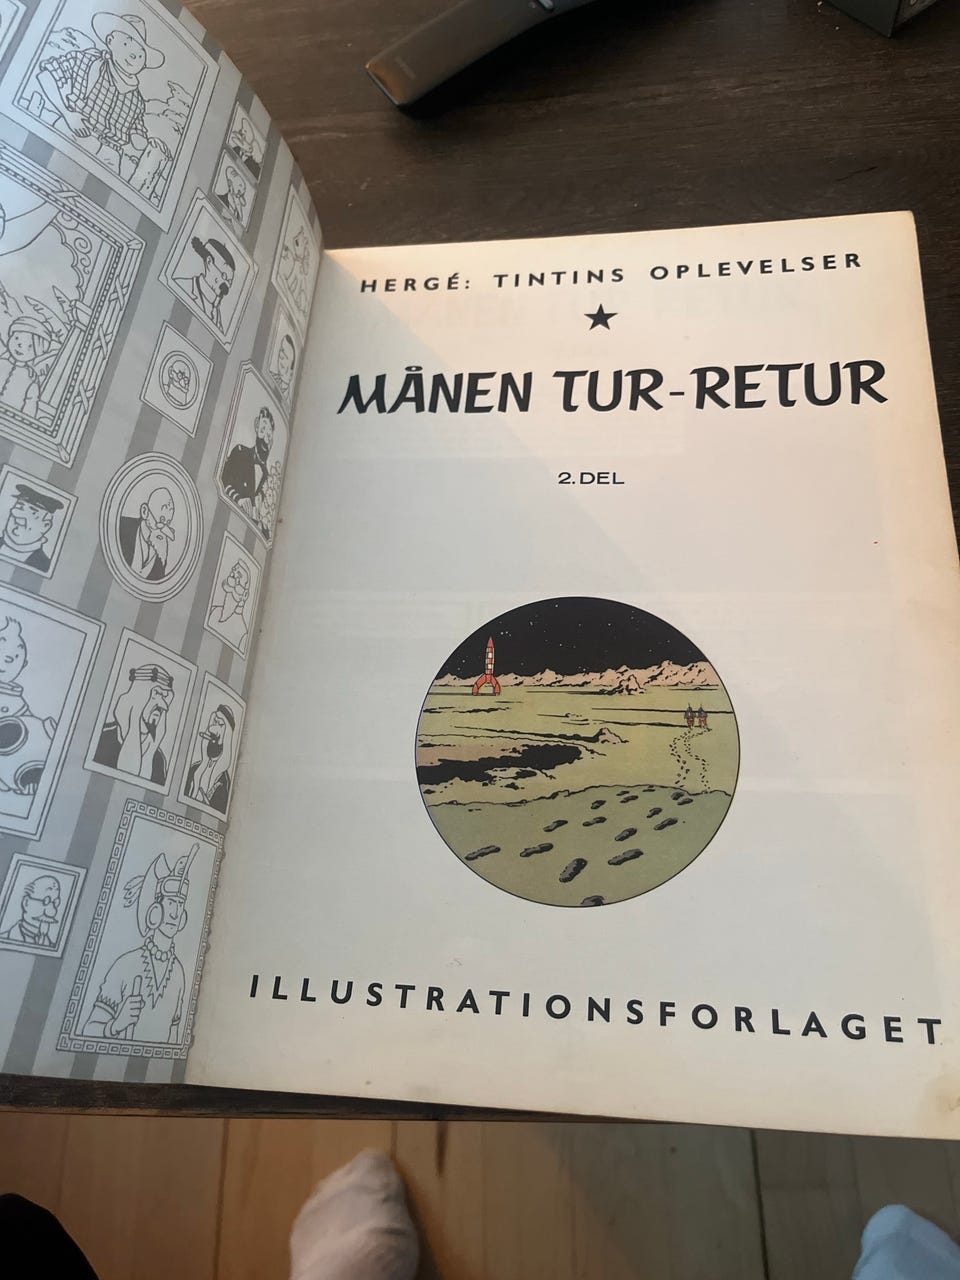 HERGÉ: TINTINS OPLEVELSER
MÅNEN TUR-RETUR
2. DEL
ILLUSTRATIONSFORLAGET